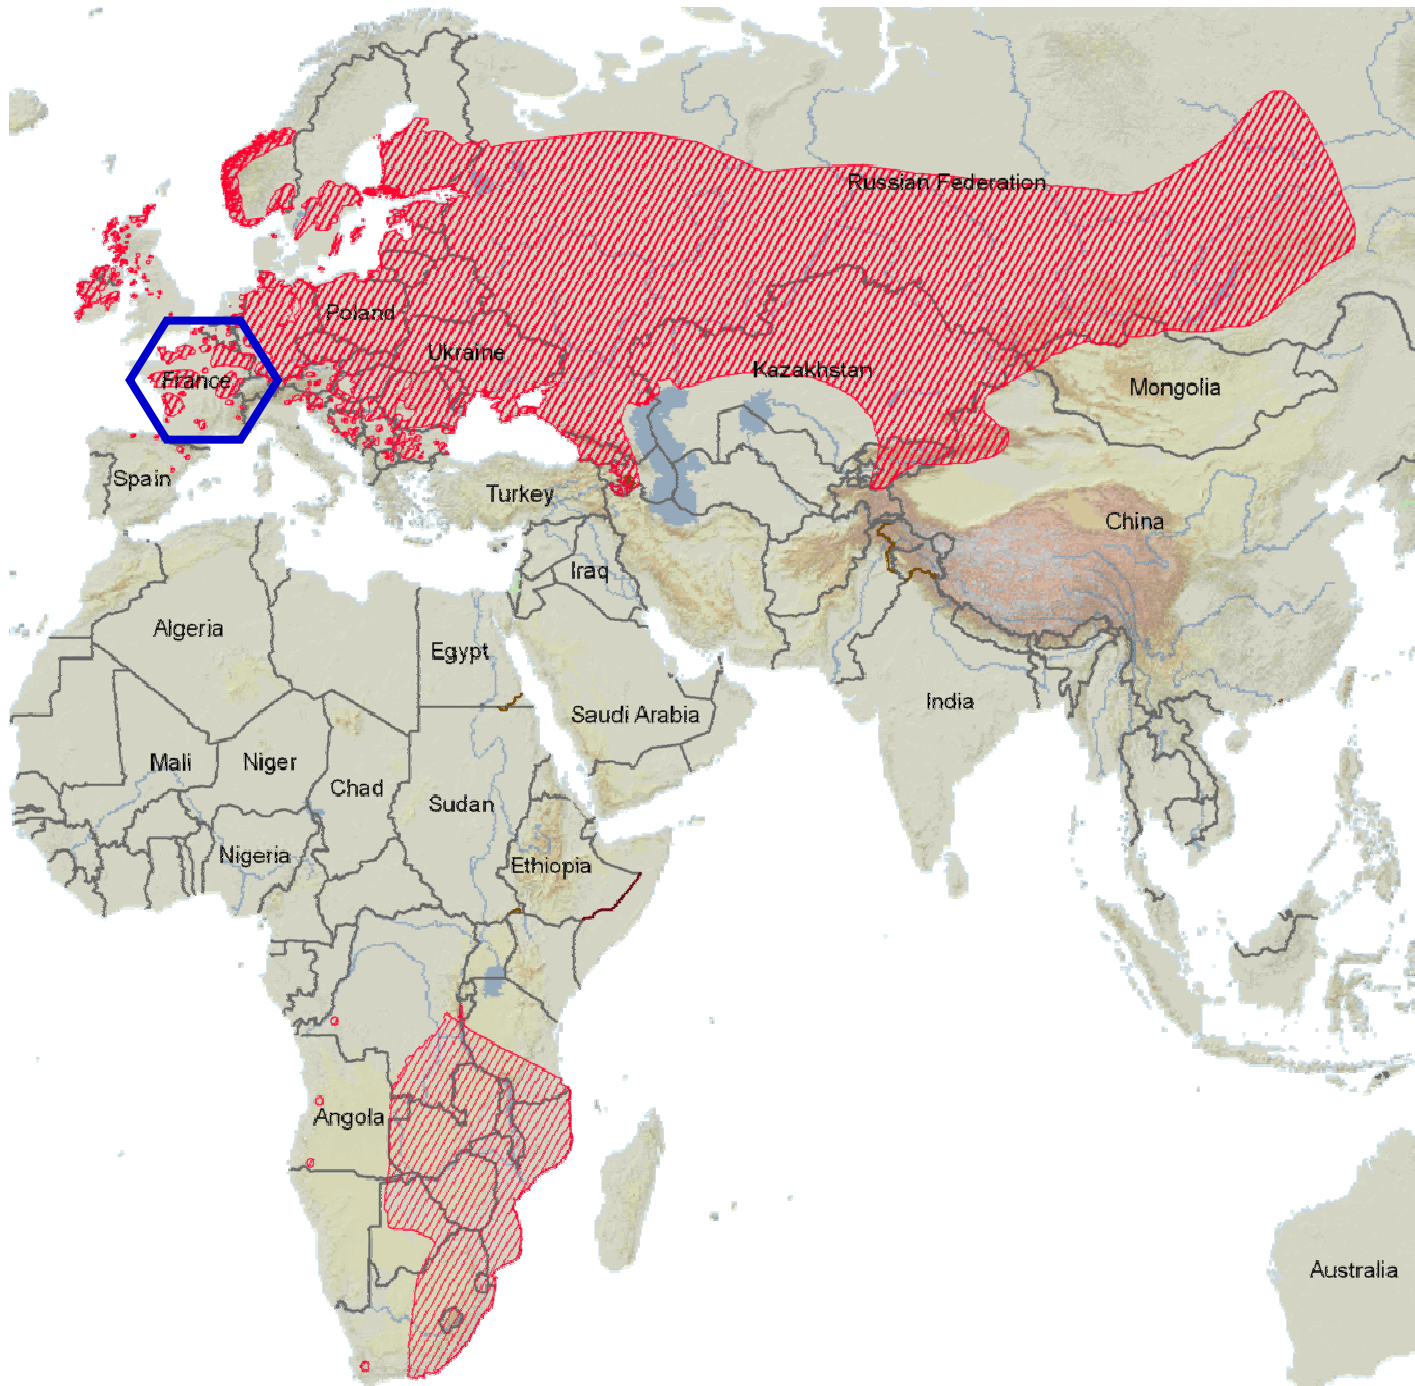 Russian Federation
Poland
Ukraine
Kazakhstan
France
Mongolia
Spain
Turkey
China
Iraq
Algeria
Egypt
India
Saudi Arabia
Mali
Niger
Chad
Sudan
Nigeria
Ethiopia
Angola
Australia